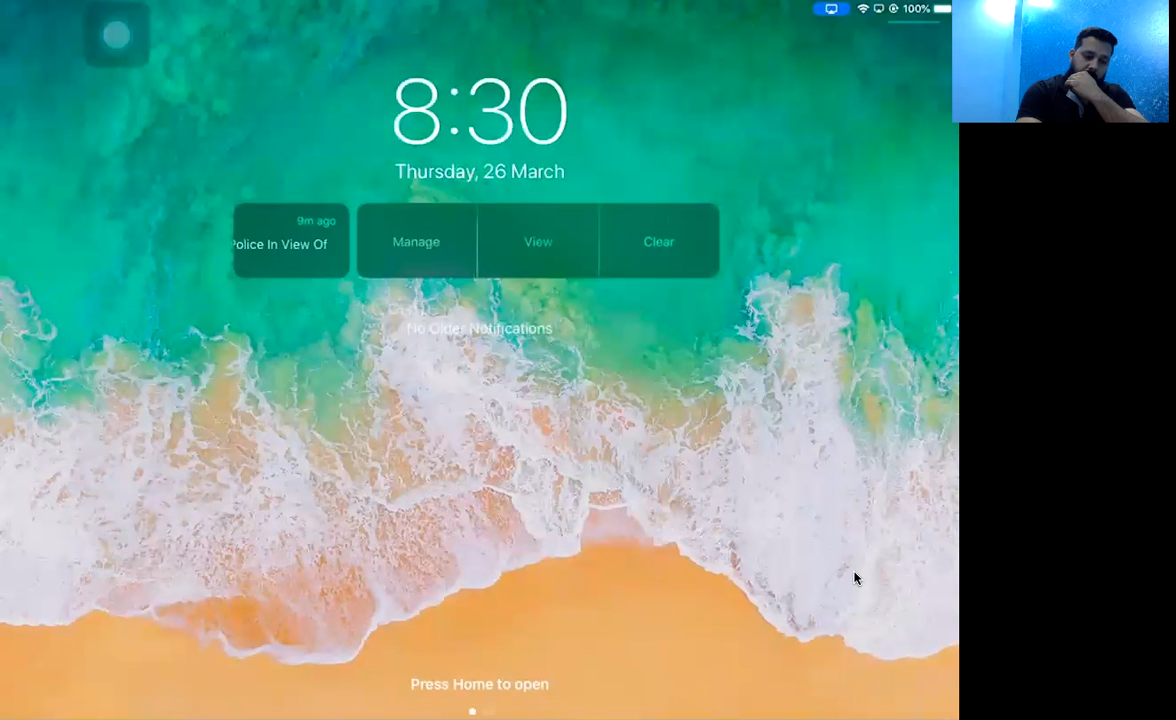 100%
8:30
Thursday, 26 March
9m ago
Police In View Of
Manage
View
Clear
No Older Notifications
Press Home to open